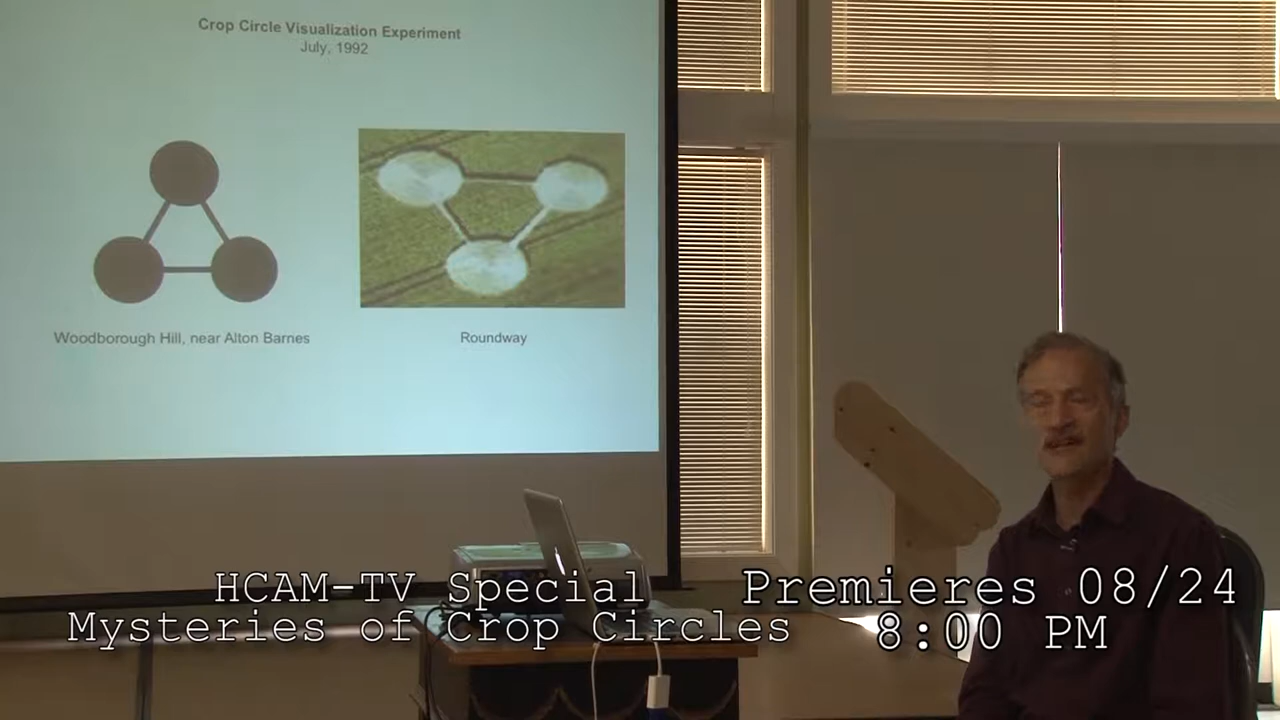 Crop Circle Visualization Experiment
July, 1992
Woodborough Hill, near Alton Barnes
Roundway
HCAM-TV Special
Mysteries of Crop Circles
Premieres 08/24
8:00 PM